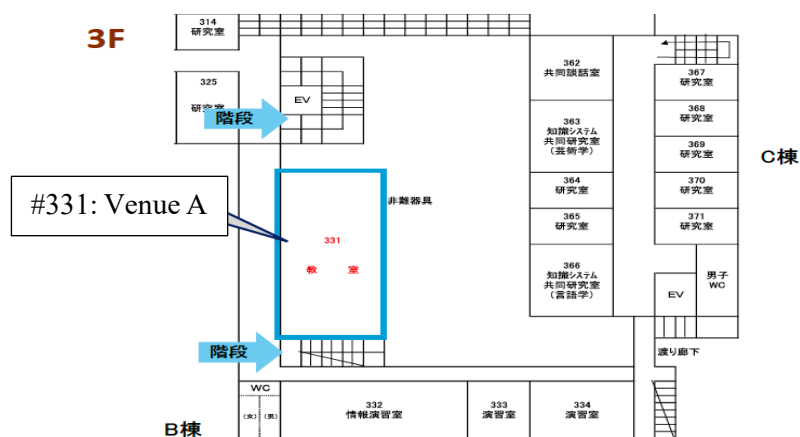 3F
314
研究室
325
研究室
EV
階段
#331: Venue A
331
教 室
非難器具
階段
WC
(女) (男)
B棟
332
情報演習室
333
演習室
334
演習室
362
共同談話室
363
知識システム
共同研究室
(芸術学)
364
研究室
365
研究室
366
知識システム
共同研究室
(言語学)
367
研究室
368
研究室
369
研究室
370
研究室
371
研究室
C棟
EV
男子
WC
渡り廊下